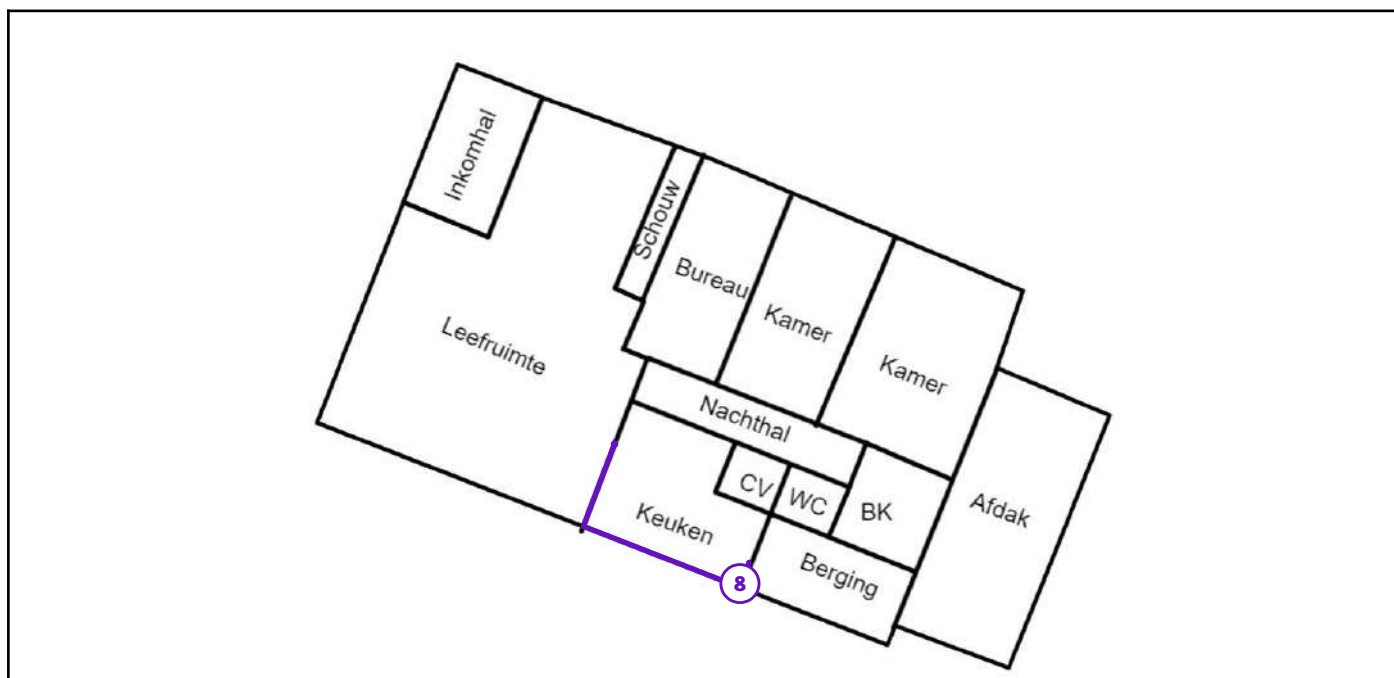 Inkomhal
Schouw
Bureau
Kamer
Leefruimte
Kamer
Nachthal
CV
WC
BK
Afdak
Keuken
Berging
8